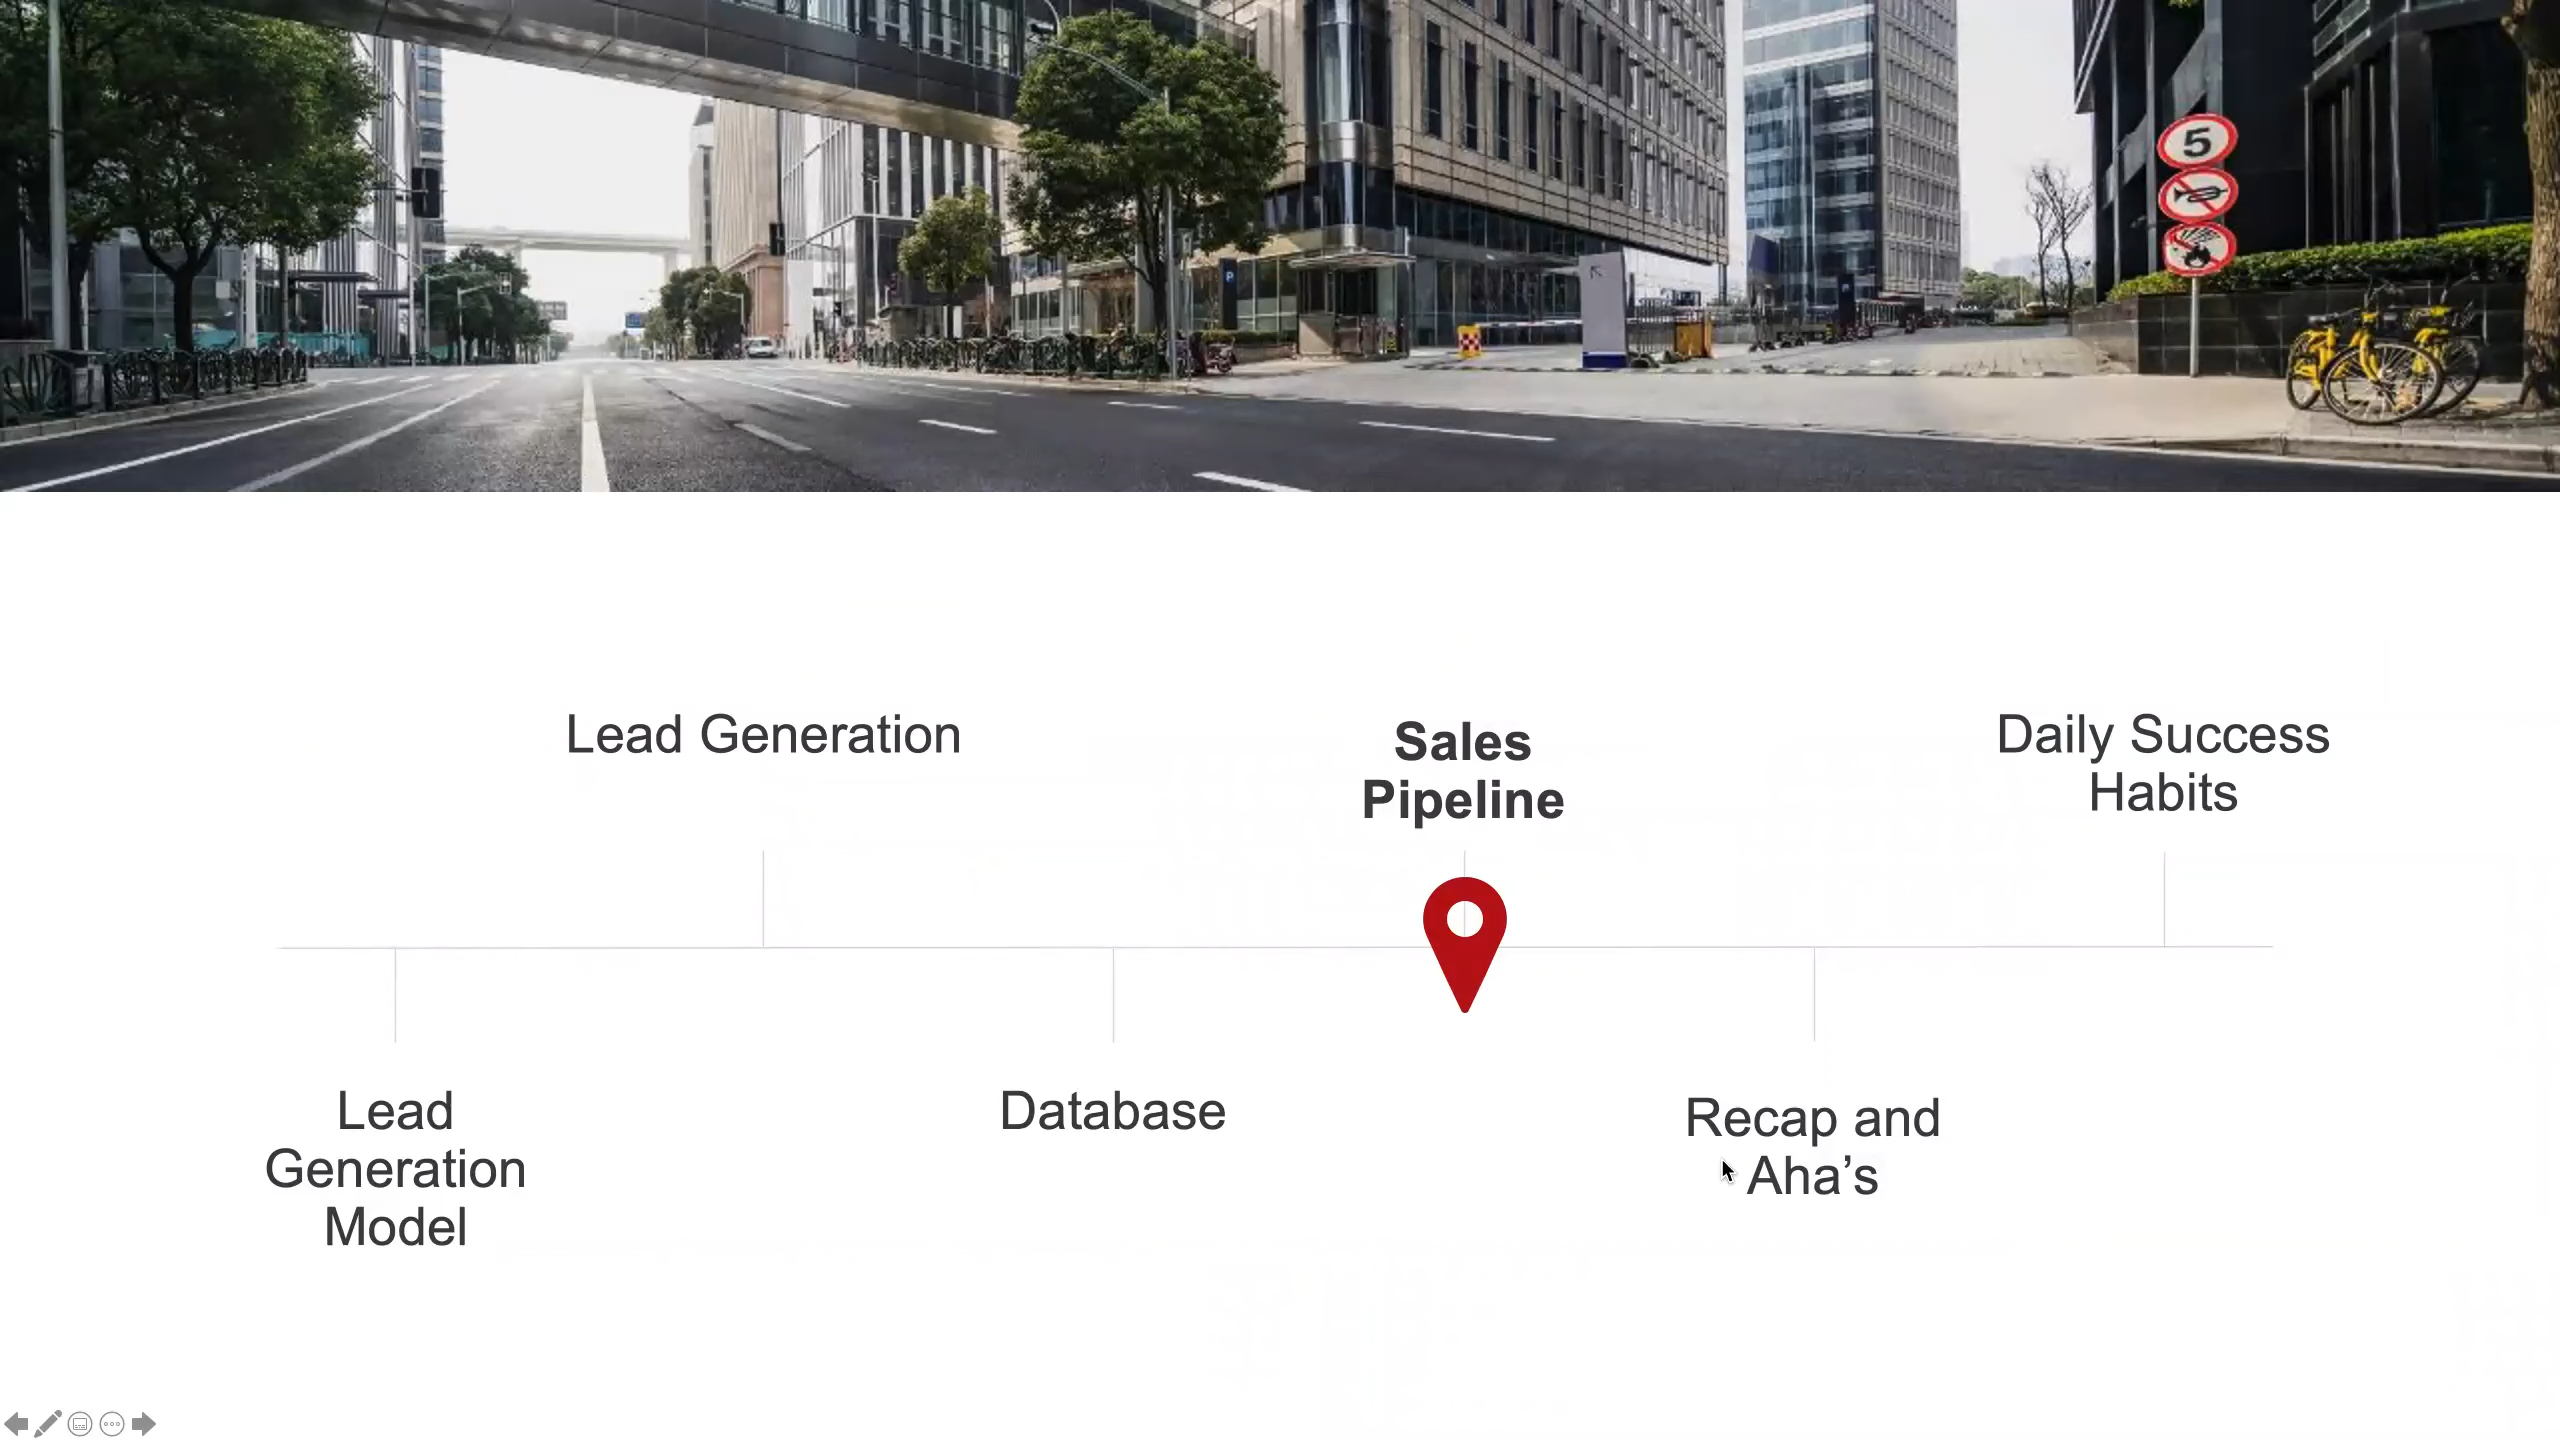 5
P
Lead Generation
Sales
Pipeline
Daily Success
Habits
Lead
Generation
Model
Database
Recap and
Aha’s